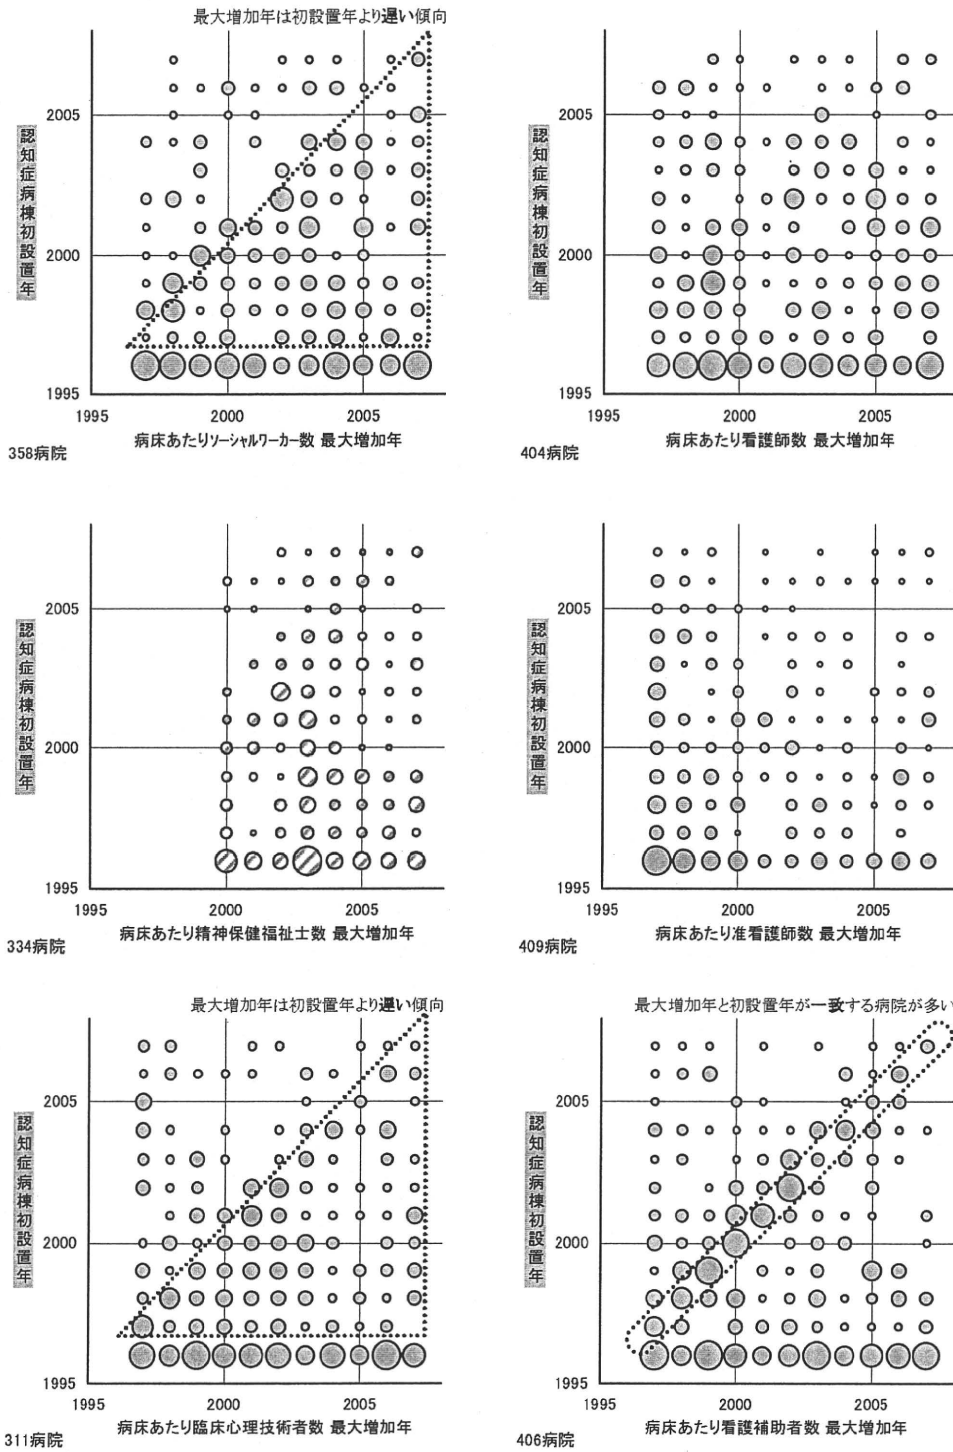 最大増加年は初設置年より遅い傾向
2005
2000
1995
認知症病棟初設置年
1995
2000
2005
病床あたりソーシャルワーカー数 最大増加年
358病院
2005
2000
1995
認知症病棟初設置年
1995
2000
2005
病床あたり看護師数 最大増加年
404病院
2005
2000
1995
認知症病棟初設置年
1995
2000
2005
病床あたり精神保健福祉士数 最大増加年
334病院
2005
2000
1995
認知症病棟初設置年
1995
2000
2005
病床あたり准看護師数 最大増加年
409病院
最大増加年は初設置年より遅い傾向
2005
2000
1995
認知症病棟初設置年
1995
2000
2005
病床あたり臨床心理技術者数 最大増加年
311病院
最大増加年と初設置年が一致する病院が多い
2005
2000
1995
認知症病棟初設置年
1995
2000
2005
病床あたり看護補助者数 最大増加年
406病院